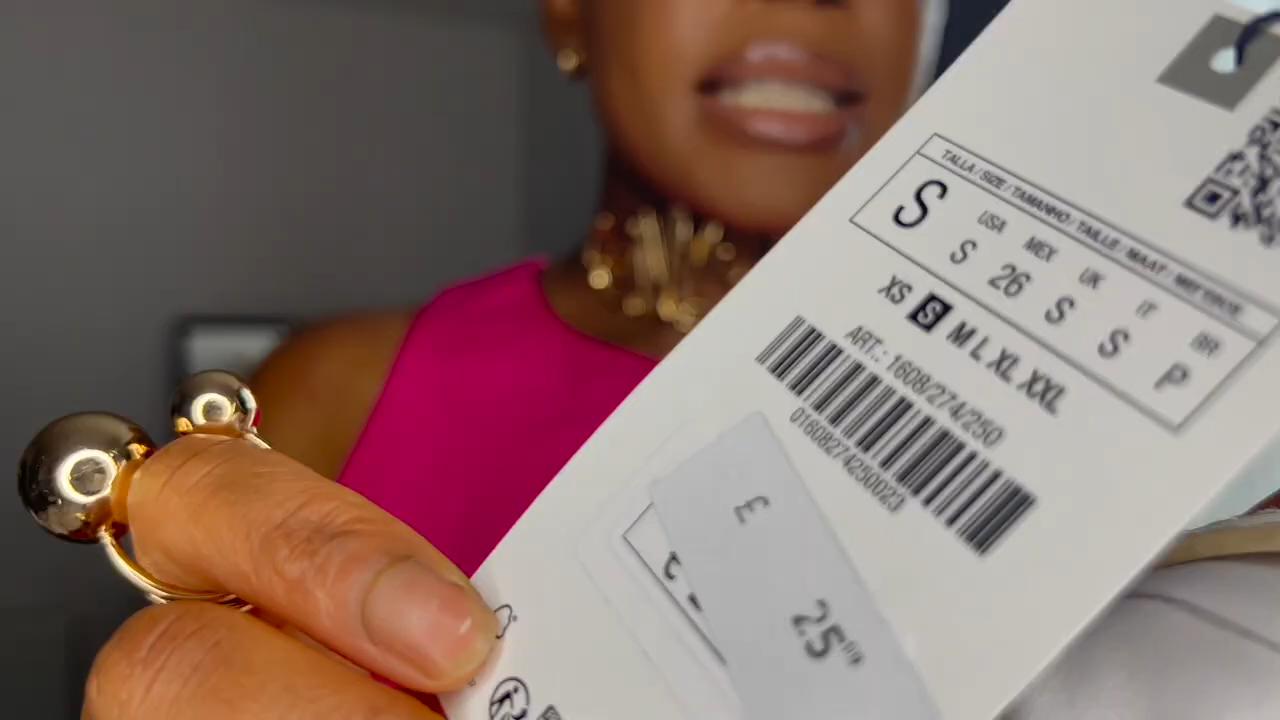 TALLA / SIZE / TAMANHO / TAILLE / MAAT /
S USA MEX UK IT BR
S 26 S S P
XS S M L XL XXL
ART.: 1608/274/250
01608274250023
£
25